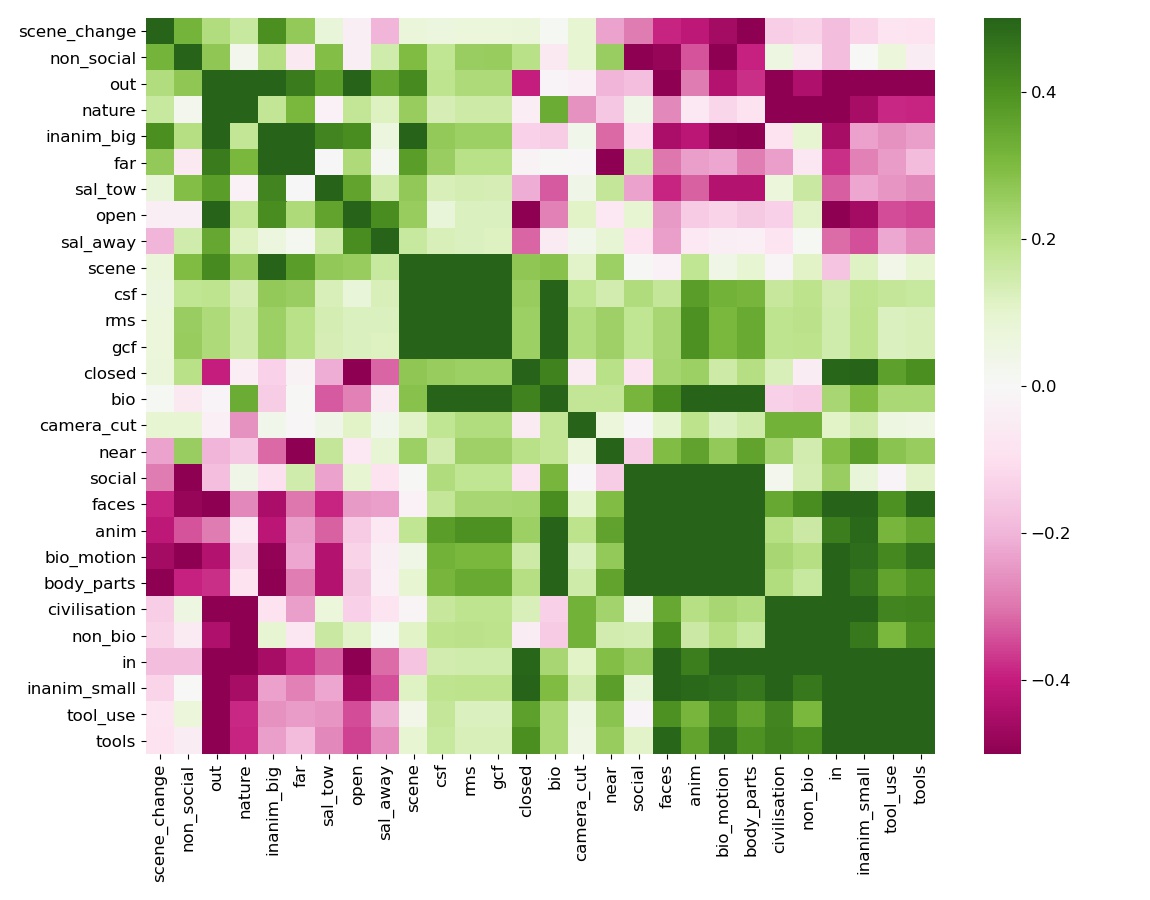 scene_change
non_social
out
nature
inanim_big
far
sal_tow
open
sal_away
scene
csf
rms
gcf
closed
bio
camera_cut
near
social
faces
anim
bio_motion
body_parts
civilisation
non_bio
in
inanim_small
tool_use
tools
scene_change
non_social
out
nature
inanim_big
far
sal_tow
open
sal_away
scene
csf
rms
gcf
closed
bio
camera_cut
near
social
faces
anim
bio_motion
body_parts
civilisation
non_bio
in
inanim_small
tool_use
tools
0.4
0.2
0.0
−0.2
−0.4